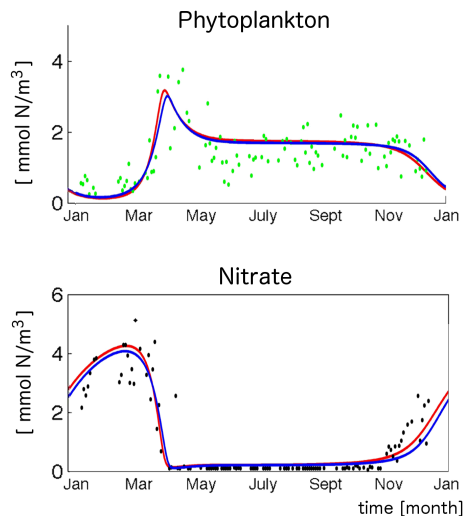 Phytoplankton
[ mmol N/m³ ]
4
2
0
Jan Mar May July Sept Nov Jan
Nitrate
[ mmol N/m³ ]
6
4
2
0
Jan Mar May July Sept Nov Jan
time [month]